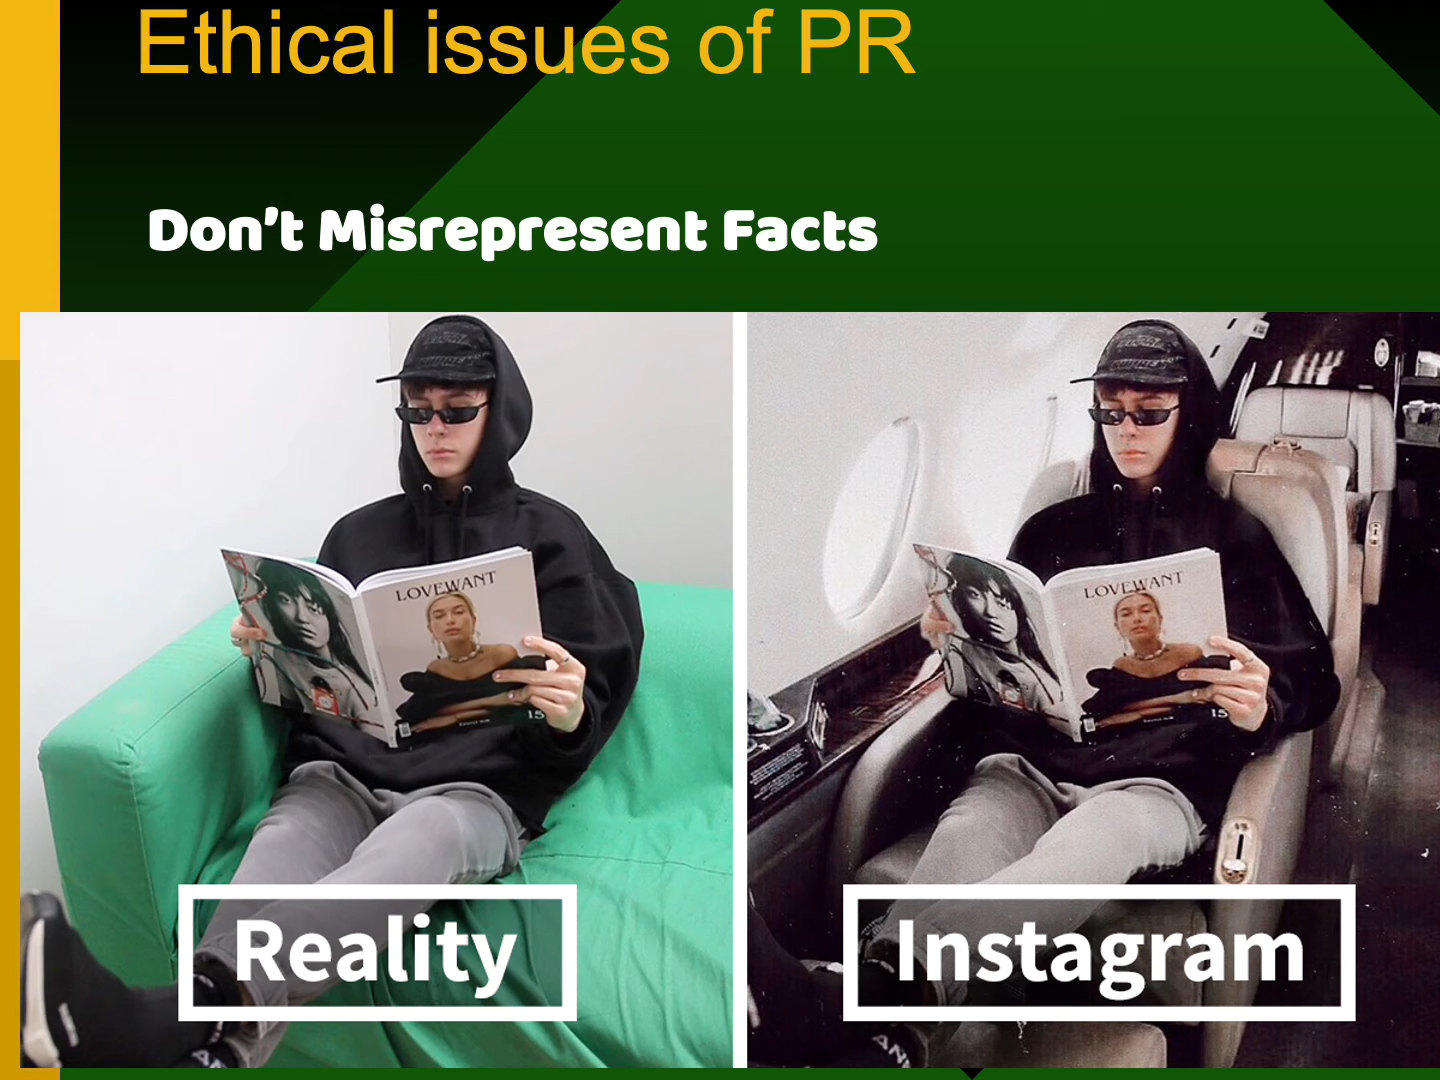 Ethical issues of PR
Don't Misrepresent Facts
LOVEWANT
15
LOVEWANT
15
Reality
Instagram